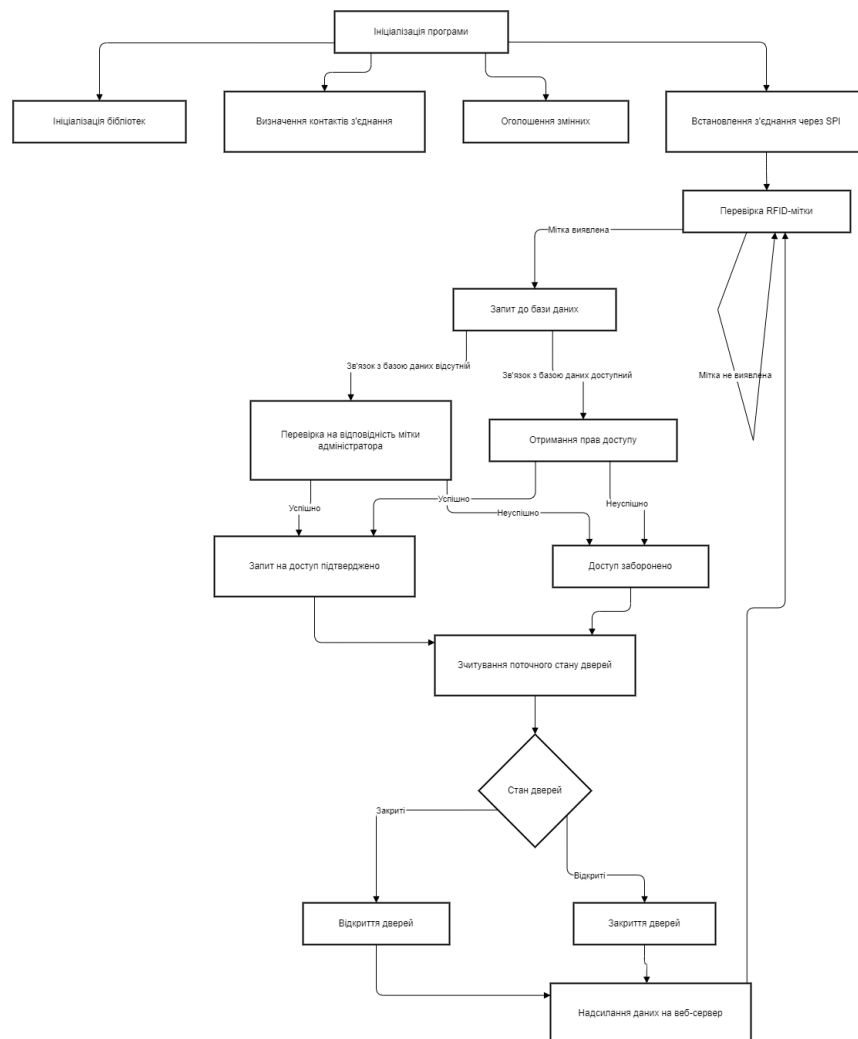 Ініціалізація програми
Ініціалізація бібліотек
Визначення контактів з'єднання
Оголошення змінних
Встановлення з'єднання через SPI
Перевірка RFID-мітки
Мітка виявлена
Запит до бази даних
Зв'язок з базою даних відсутній
Зв'язок з базою даних доступний
Мітка не виявлена
Перевірка на відповідність мітки
адміністратора
Отримання прав доступу
Успішно
Успішно
Неуспішно
Неуспішно
Запит на доступ підтверджено
Доступ заборонено
Зчитування поточного стану дверей
Стан дверей
Закриті
Відкриті
Відкриття дверей
Закриття дверей
Надсилання даних на веб-сервер